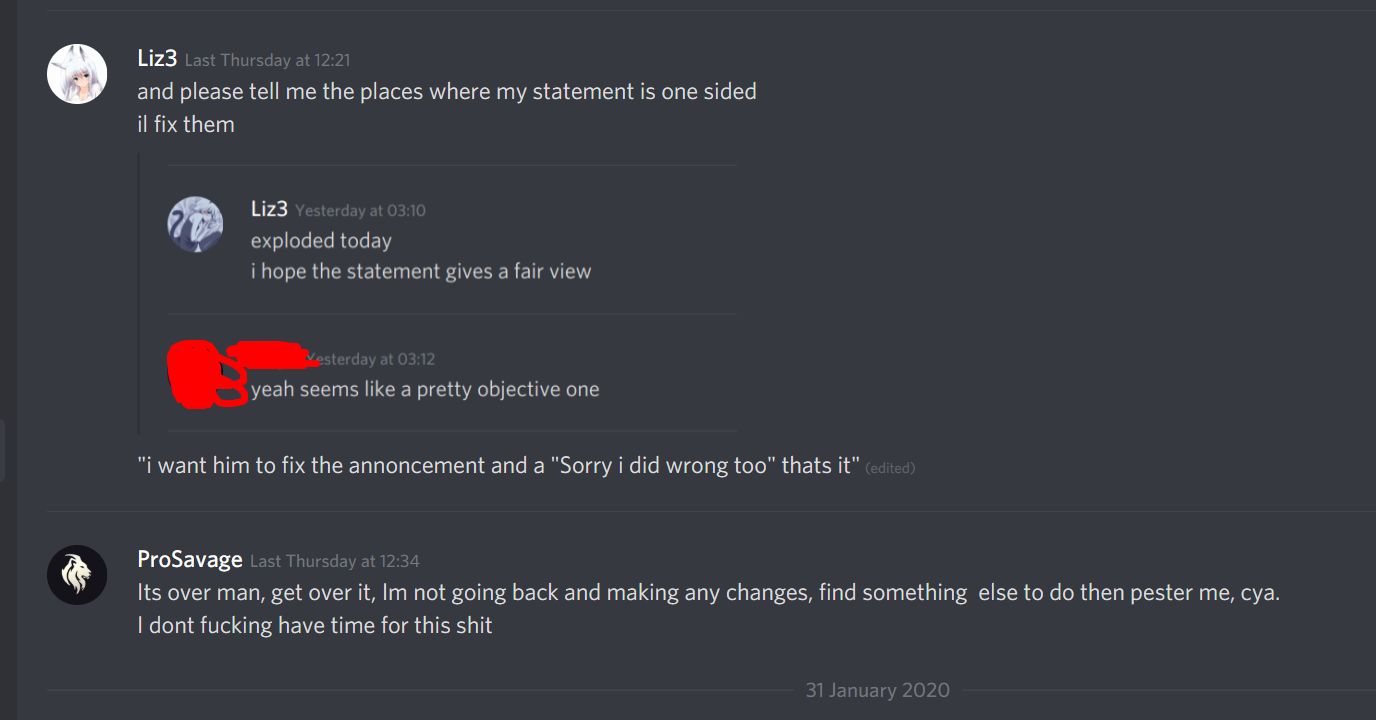 Liz3 Last Thursday at 12:21
and please tell me the places where my statement is one sided
il fix them
Liz3 Yesterday at 03:10
exploded today
i hope the statement gives a fair view
Yesterday at 03:12
yeah seems like a pretty objective one
"i want him to fix the annoncement and a "Sorry i did wrong too" thats it" (edited)
ProSavage Last Thursday at 12:34
Its over man, get over it, Im not going back and making any changes, find something else to do then pester me, cya.
I dont fucking have time for this shit
31 January 2020